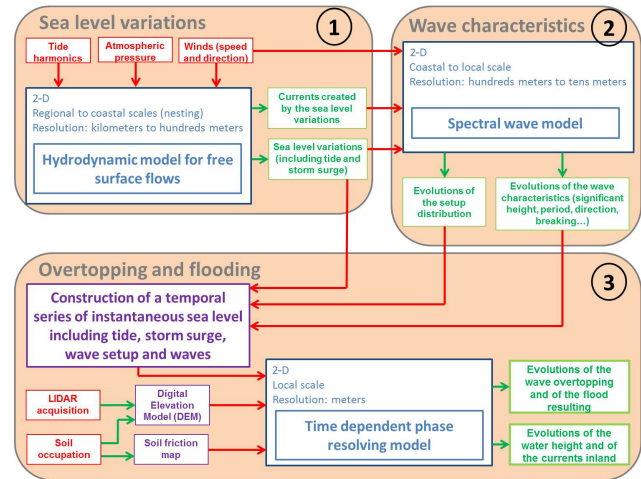 Sea level variations
1
Tide
harmonics
Atmospheric
pressure
Winds (speed
and direction)
2-D
Regional to coastal scales (nesting)
Resolution: kilometers to hundreds meters
Hydrodynamic model for free
surface flows
Currents created
by the sea level
variations
Sea level variations
(including tide and
storm surge)
Wave characteristics
2
2-D
Coastal to local scale
Resolution: hundreds meters to tens meters
Spectral wave model
Evolutions of
the setup
distribution
Evolutions of the wave
characteristics (significant
height, period, direction,
breaking...)
Overtopping and flooding
3
Construction of a temporal
series of instantaneous sea level
including tide, storm surge,
wave setup and waves
LIDAR
acquisition
Digital
Elevation
Model (DEM)
Soil
occupation
Soil friction
map
2-D
Local scale
Resolution: meters
Time dependent phase
resolving model
Evolutions of the
wave overtopping
and of the flood
resulting
Evolutions of the
water height and of
the currents inland